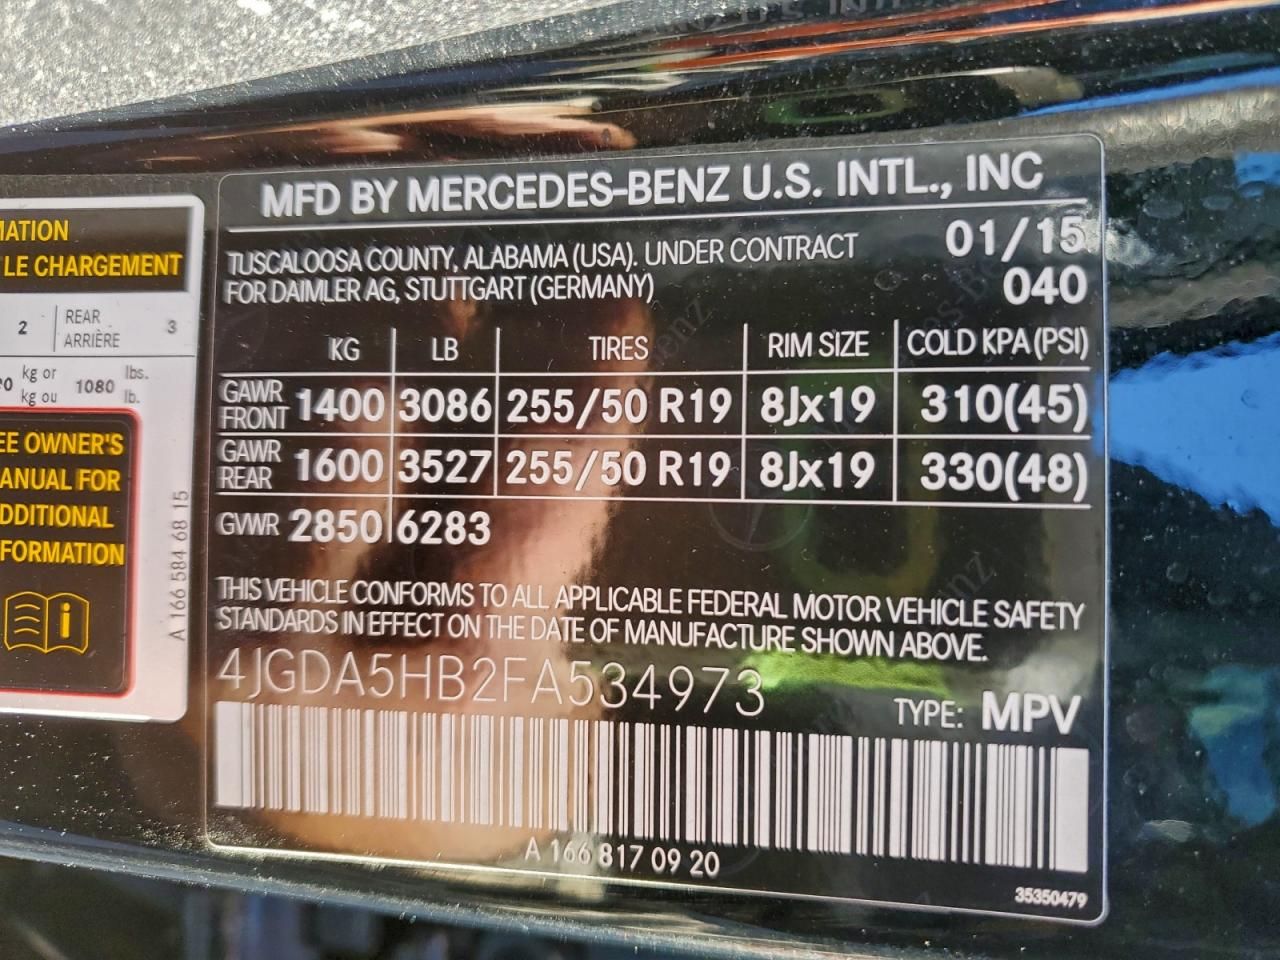 MATION
LE CHARGEMENT
2 REAR ARRIÈRE 3
kg or kg ou 1080 lbs. lb.
EE OWNER'S
ANUAL FOR
DDITIONAL
FORMATION
A 166 584 68 15
MFD BY MERCEDES-BENZ U.S. INTL., INC
TUSCALOOSA COUNTY, ALABAMA (USA). UNDER CONTRACT 01/15
FOR DAIMLER AG, STUTTGART (GERMANY) 040
KG LB TIRES RIM SIZE COLD KPA (PSI)
GAWR FRONT 1400 3086 255/50 R19 8Jx19 310(45)
GAWR REAR 1600 3527 255/50 R19 8Jx19 330(48)
GVWR 2850 6283
THIS VEHICLE CONFORMS TO ALL APPLICABLE FEDERAL MOTOR VEHICLE SAFETY
STANDARDS IN EFFECT ON THE DATE OF MANUFACTURE SHOWN ABOVE.
4JGDA5HB2FA534973
TYPE: MPV
A 166 817 09 20
35350479